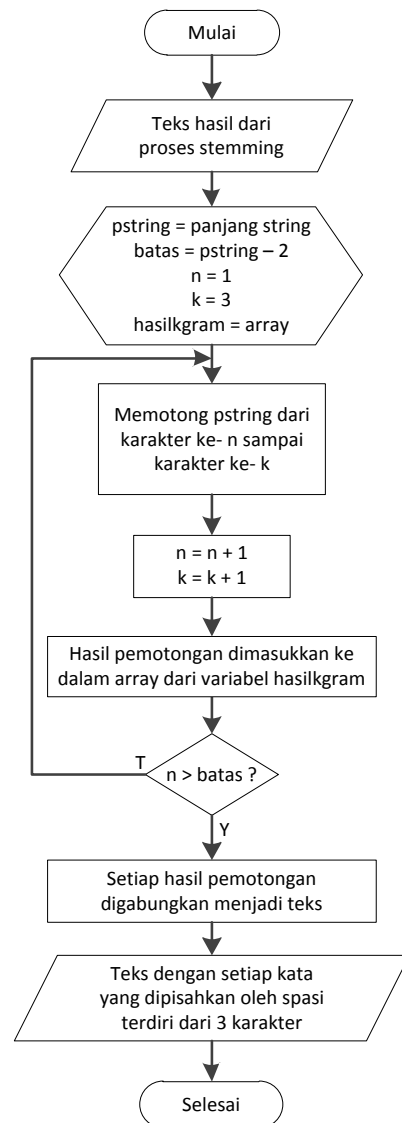 Mulai
Teks hasil dari
proses stemming
pstring = panjang string
batas = pstring – 2
n = 1
k = 3
hasilkgram = array
Memotong pstring dari
karakter ke- n sampai
karakter ke- k
n = n + 1
k = k + 1
Hasil pemotongan dimasukkan ke
dalam array dari variabel hasilkgram
T
n > batas ?
Y
Setiap hasil pemotongan
digabungkan menjadi teks
Teks dengan setiap kata
yang dipisahkan oleh spasi
terdiri dari 3 karakter
Selesai